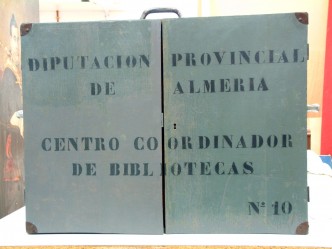 DIPUTACION PROVINCIAL
DE ALMERIA
CENTRO COORDINADOR
DE BIBLIOTECAS
Nº 10